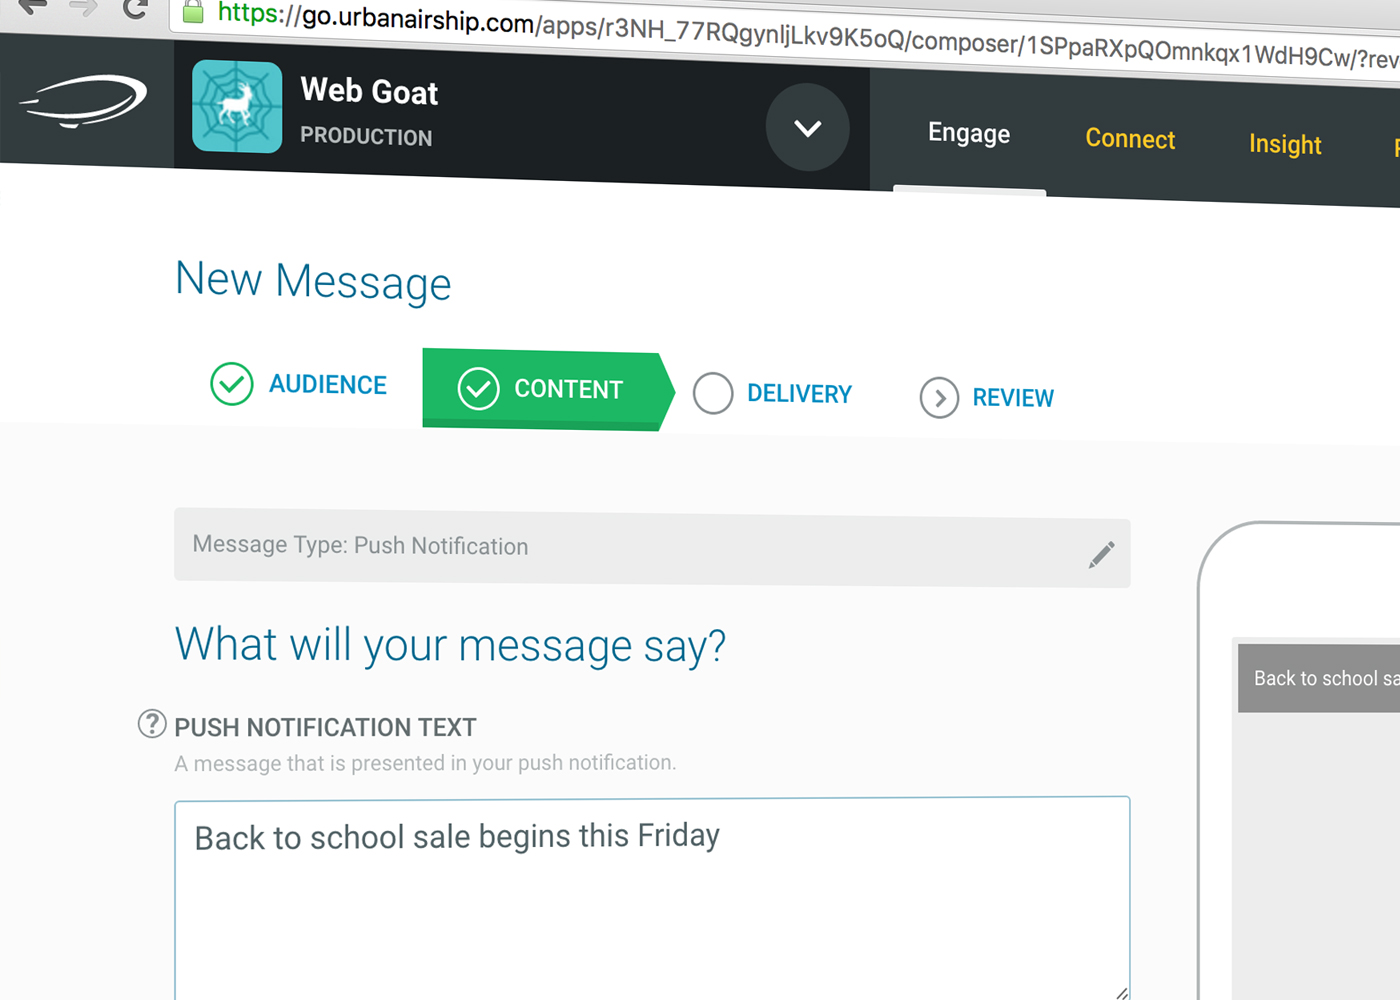 https://go.urbanairship.com/apps/r3NH_77RQgynljLkv9K5oQ/composer/1SPpaRXpQOmnkqx1WdH9Cw/?rev
Web Goat
PRODUCTION
Engage Connect Insight
New Message
AUDIENCE CONTENT DELIVERY REVIEW
Message Type: Push Notification
What will your message say?
Back to school sa
? PUSH NOTIFICATION TEXT
A message that is presented in your push notification.
Back to school sale begins this Friday